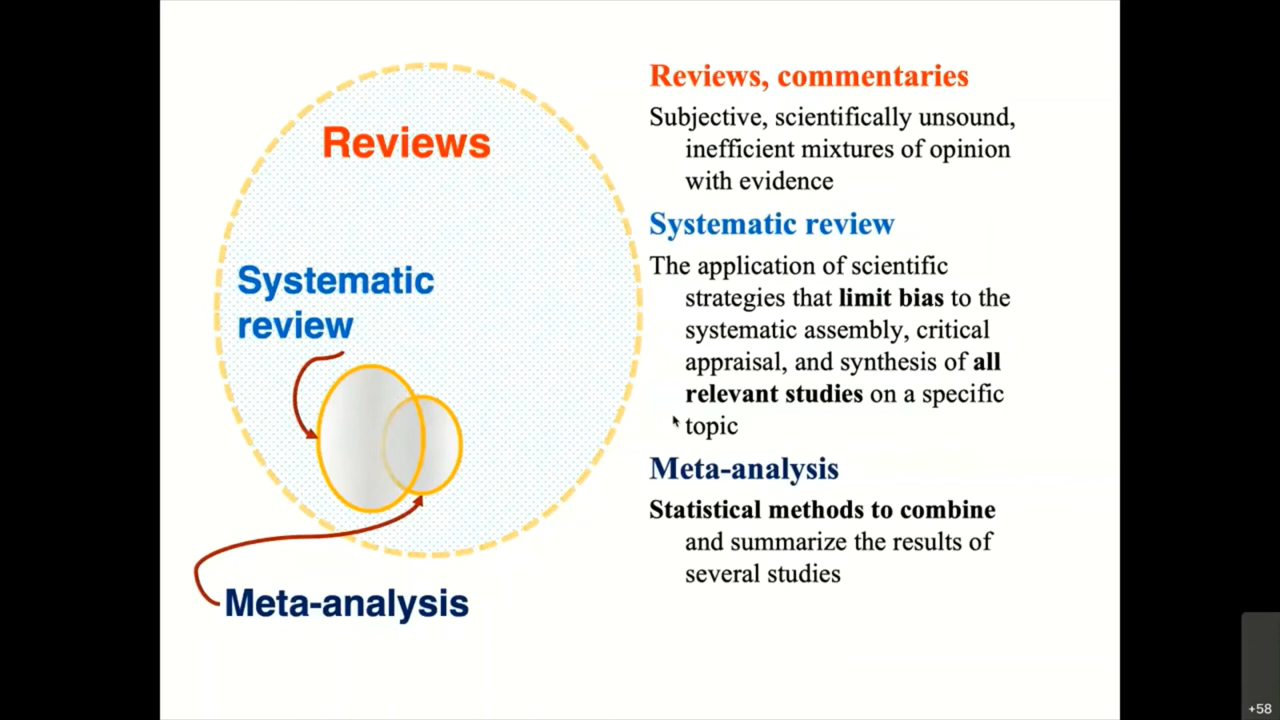 Reviews
Systematic
review
Meta-analysis
Reviews, commentaries
Subjective, scientifically unsound,
inefficient mixtures of opinion
with evidence
Systematic review
The application of scientific
strategies that limit bias to the
systematic assembly, critical
appraisal, and synthesis of all
relevant studies on a specific
topic
Meta-analysis
Statistical methods to combine
and summarize the results of
several studies
+58